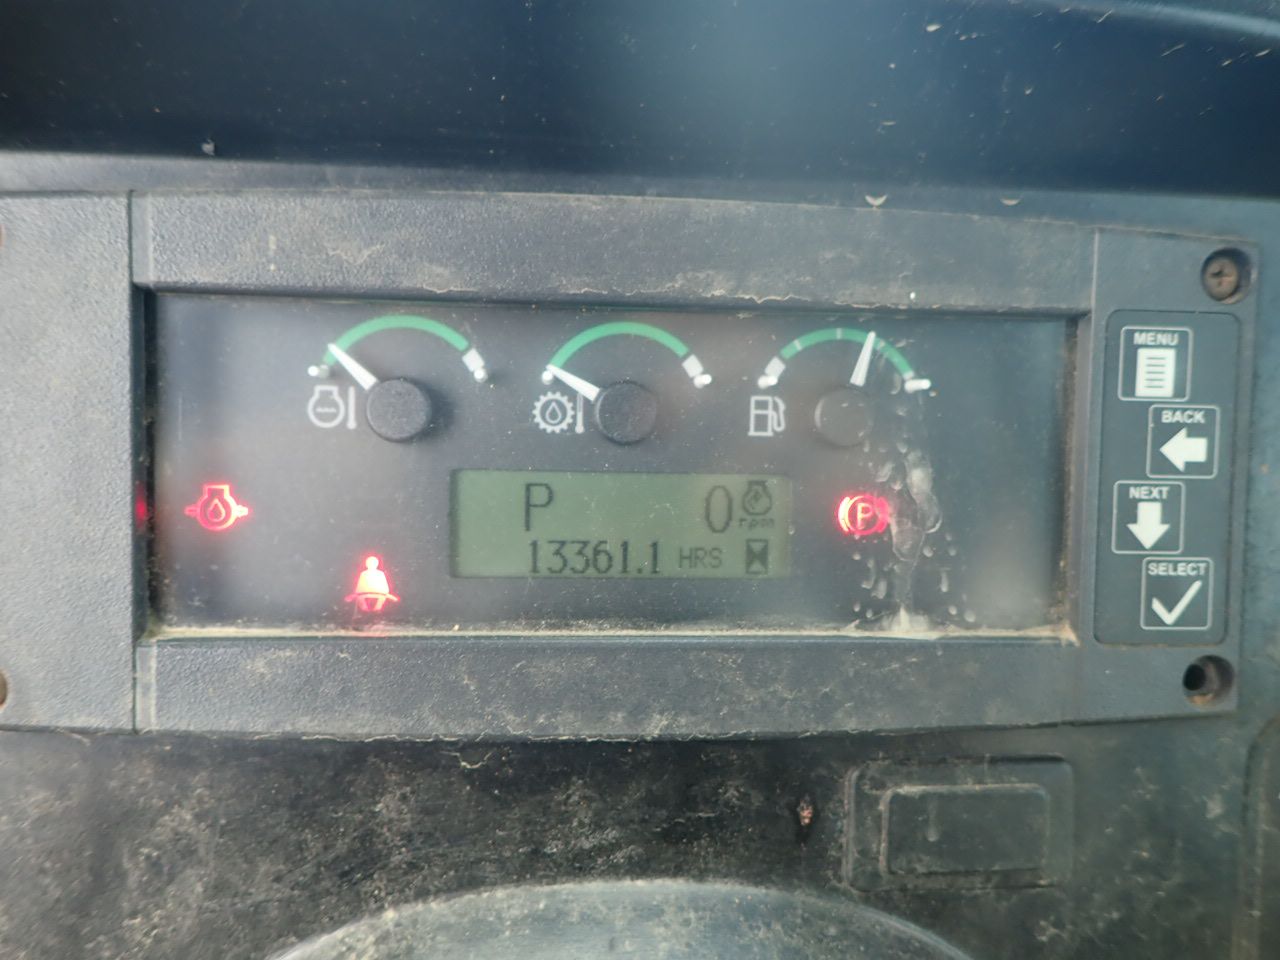 MENU
BACK
NEXT
SELECT
P 0 rpm
13361.1 HRS
P